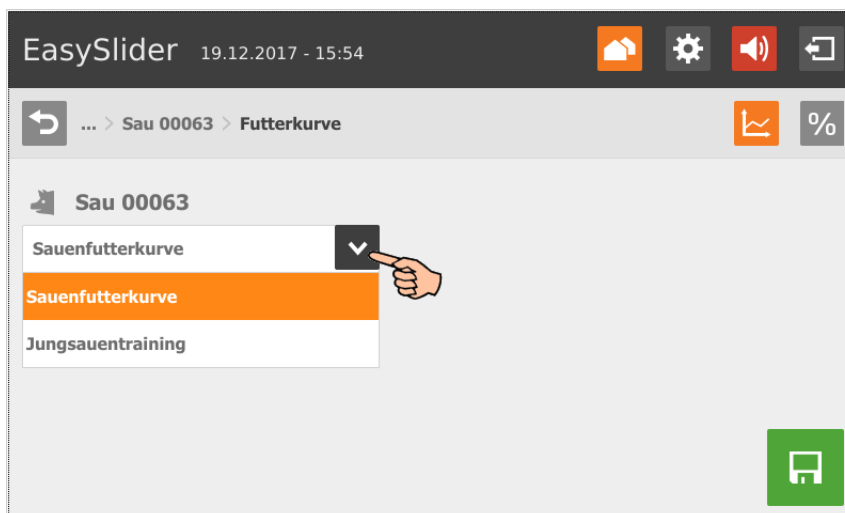 EasySlider 19.12.2017 - 15:54
... > Sau 00063 > Futterkurve
%
Sau 00063
Sauenfutterkurve
Sauenfutterkurve
Jungsauentraining